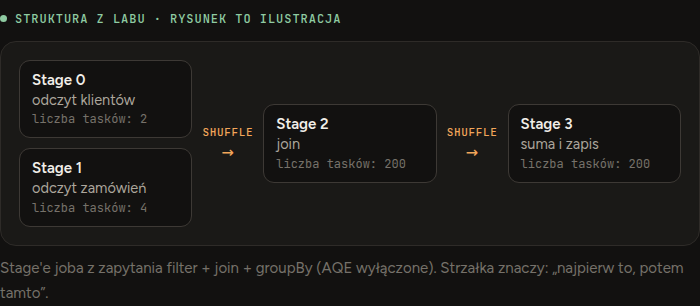 STRUKTURA Z LABU · RYSUNEK TO ILUSTRACJA
Stage 0
odczyt klientów
liczba tasków: 2
Stage 1
odczyt zamówień
liczba tasków: 4
SHUFFLE
→
Stage 2
join
liczba tasków: 200
SHUFFLE
→
Stage 3
suma i zapis
liczba tasków: 200
Stage'e joba z zapytania filter + join + groupBy (AQE wyłączone). Strzałka znaczy: „najpierw to, potem
tamto”.